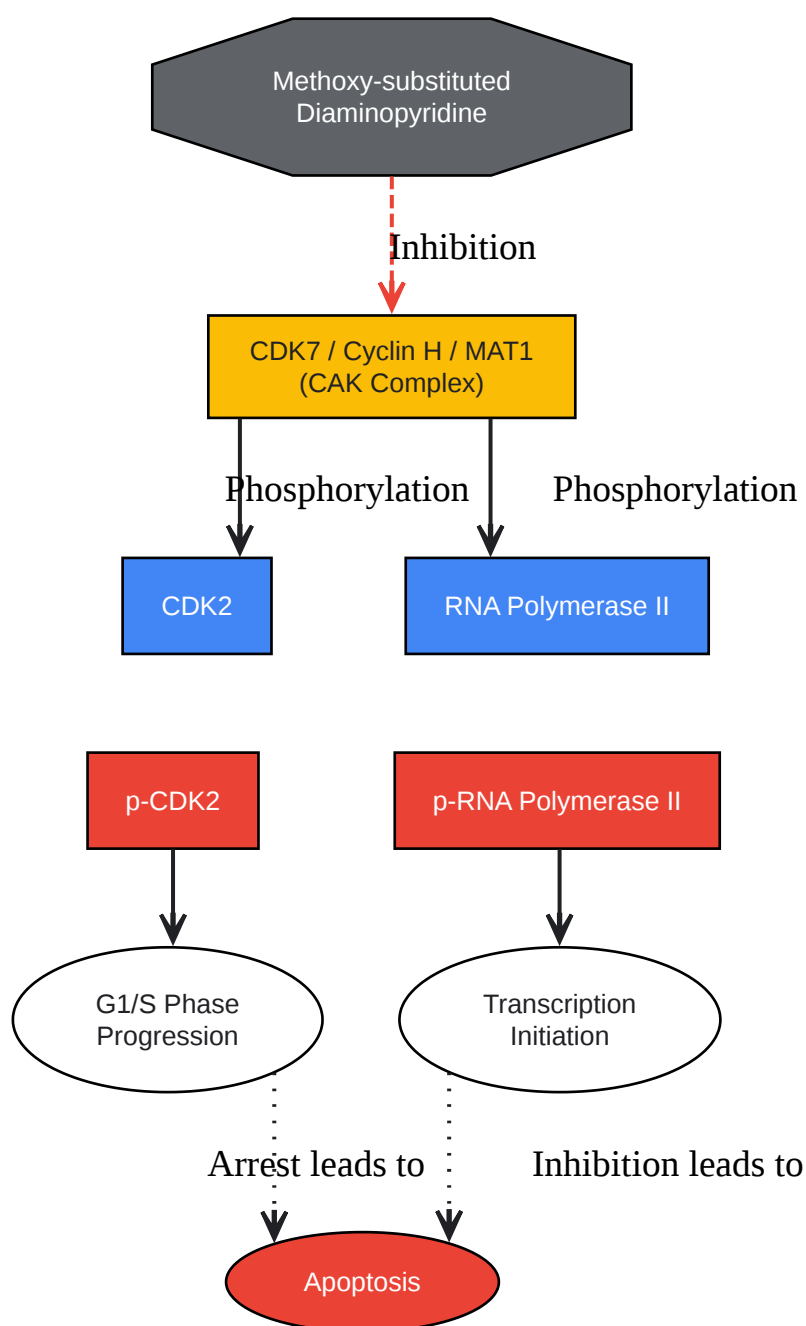 Methoxy-substituted
Diaminopyridine
Inhibition
CDK7 / Cyclin H / MAT1
(CAK Complex)
Phosphorylation
Phosphorylation
CDK2
RNA Polymerase II
p-CDK2
p-RNA Polymerase II
G1/S Phase
Progression
Transcription
Initiation
Arrest leads to
Inhibition leads to
Apoptosis